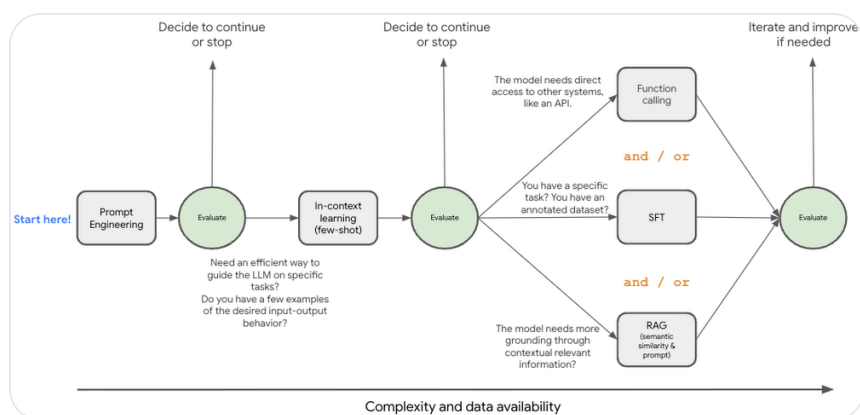 Decide to continue
or stop
Decide to continue
or stop
Iterate and improve
if needed
The model needs direct
access to other systems,
like an API.
Function
calling
and / or
Start here!
Prompt
Engineering
Evaluate
In-context
learning
(few-shot)
Evaluate
You have a specific
task? You have an
annotated dataset?
SFT
Evaluate
Need an efficient way to
guide the LLM on specific
tasks?
Do you have a few examples
of the desired input-output
behavior?
and / or
The model needs more
grounding through
contextual relevant
information?
RAG
(semantic
similarity &
prompt)
Complexity and data availability